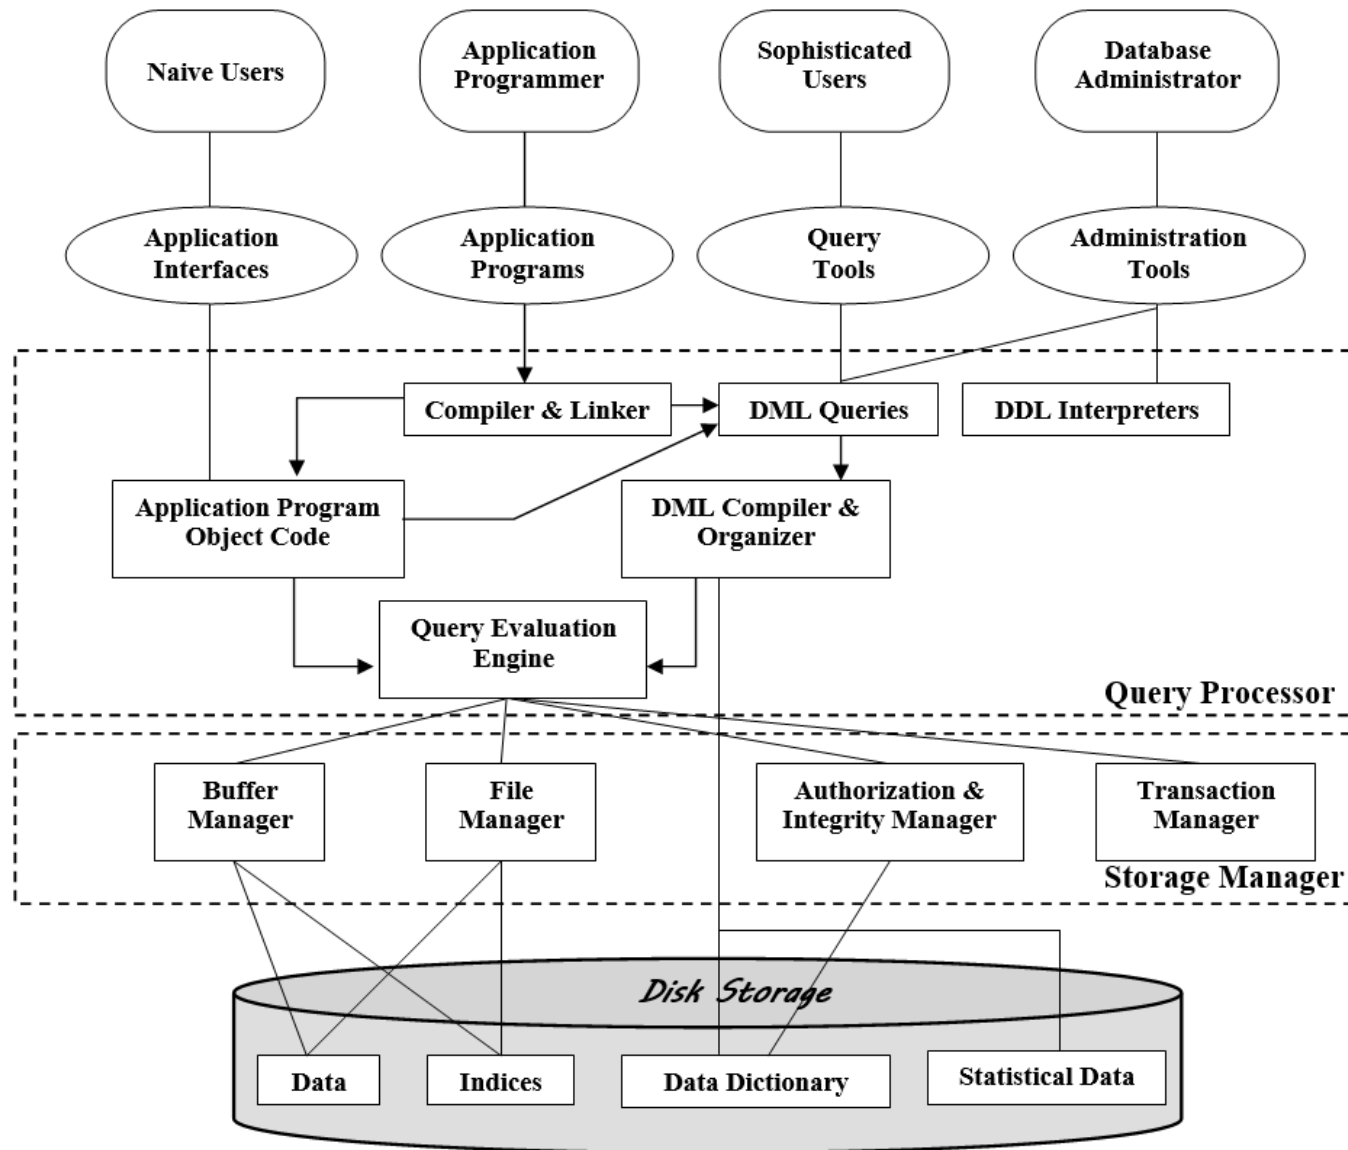 Naive Users
Application
Programmer
Sophisticated
Users
Database
Administrator
Application
Interfaces
Application
Programs
Query
Tools
Administration
Tools
Compiler & Linker
DML Queries
DDL Interpreters
Application Program
Object Code
DML Compiler &
Organizer
Query Evaluation
Engine
Query Processor
Buffer
Manager
File
Manager
Authorization &
Integrity Manager
Transaction
Manager
Storage Manager
Disk Storage
Data
Indices
Data Dictionary
Statistical Data